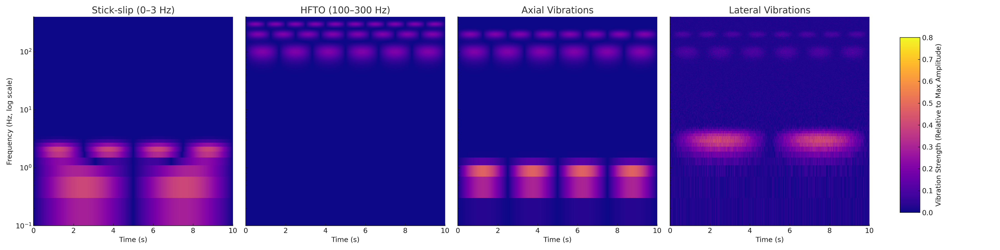 Stick-slip (0–3 Hz)
HFTO (100–300 Hz)
Axial Vibrations
Lateral Vibrations
Frequency (Hz, log scale)
10²
10¹
10⁰
10⁻¹
0 2 4 6 8 10
Time (s)
0 2 4 6 8 10
Time (s)
0 2 4 6 8 10
Time (s)
0 2 4 6 8 10
Time (s)
0.8
0.7
0.6
0.5
0.4
0.3
0.2
0.1
0.0
Vibration Strength (Relative to Max Amplitude)